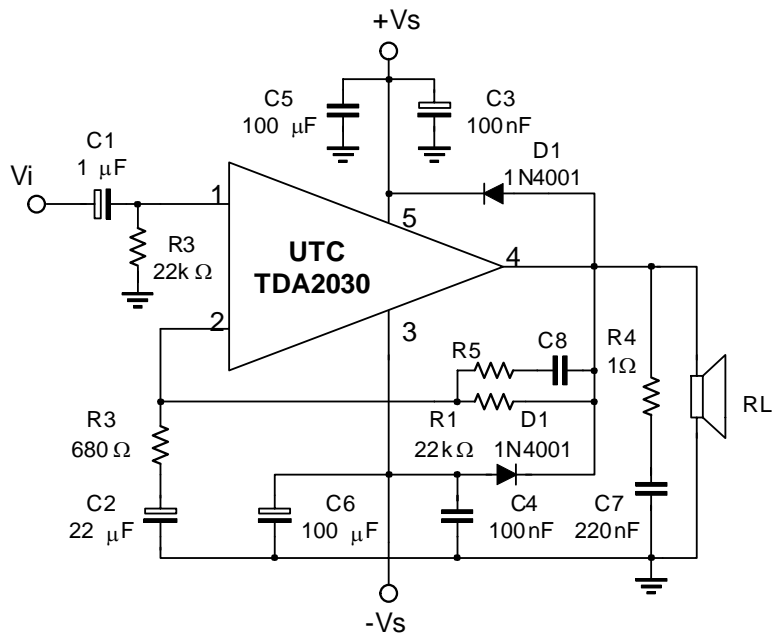 +Vs
C5
100 μF
C3
100nF
C1
1 μF
D1
1N4001
Vi
1
5
R3
22kΩ
UTC
TDA2030
4
2
3
R5
C8
R4
1Ω
R3
680Ω
R1
22kΩ
D1
1N4001
RL
C2
22 μF
C6
100 μF
C4
100nF
C7
220nF
-Vs